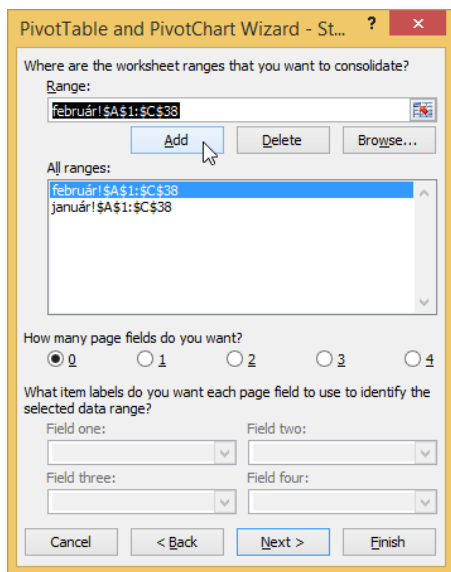 PivotTable and PivotChart Wizard - St... ? ×
Where are the worksheet ranges that you want to consolidate?
Range:
február!$A$1:$C$38
Add Delete Browse...
All ranges:
február!$A$1:$C$38
január!$A$1:$C$38
How many page fields do you want?
0 1 2 3 4
What item labels do you want each page field to use to identify the
selected data range?
Field one: Field two:
Field three: Field four:
Cancel < Back Next > Finish